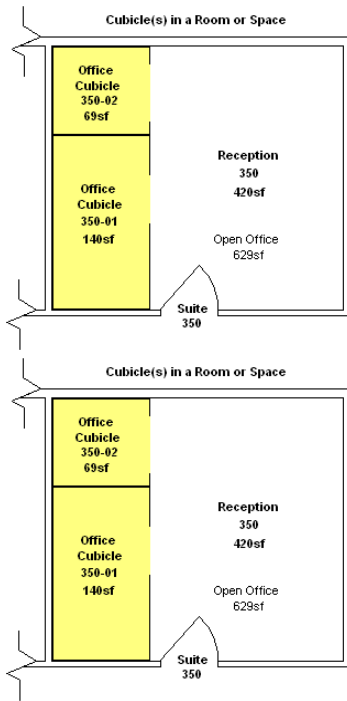 Cubicle(s) in a Room or Space
Office
Cubicle
350-02
69sf
Office
Cubicle
350-01
140sf
Reception
350
420sf
Open Office
629sf
Suite
350
Cubicle(s) in a Room or Space
Office
Cubicle
350-02
69sf
Office
Cubicle
350-01
140sf
Reception
350
420sf
Open Office
629sf
Suite
350